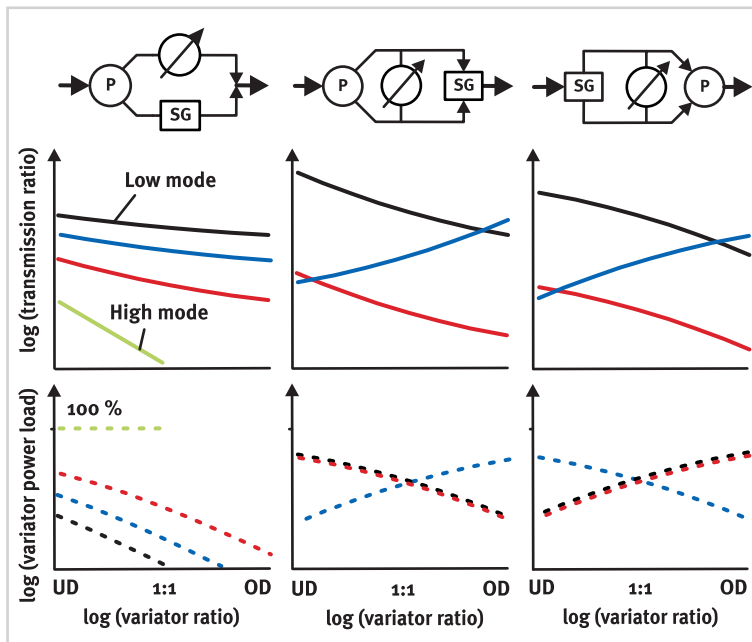 P
SG
P
SG
SG
P
log (transmission ratio)
Low mode
High mode
log (variator power load)
100 %
UD 1:1 OD
UD 1:1 OD
UD 1:1 OD
log (variator ratio)
log (variator ratio)
log (variator ratio)